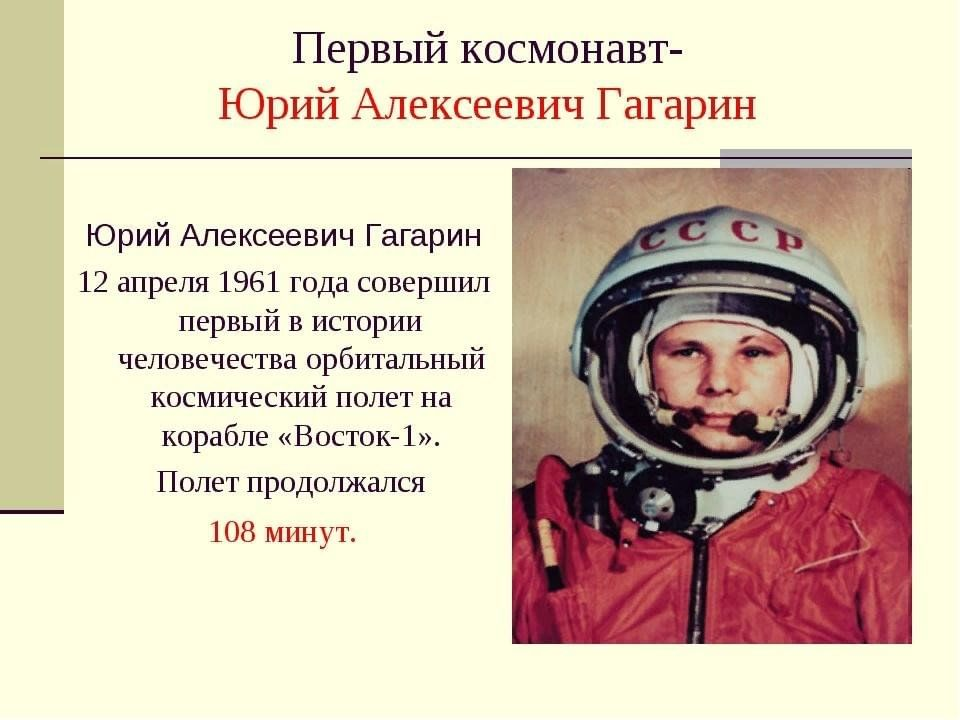 Первый космонавт-
Юрий Алексеевич Гагарин
Юрий Алексеевич Гагарин
12 апреля 1961 года совершил
первый в истории
человечества орбитальный
космический полет на
корабле «Восток-1».
Полет продолжался
108 минут.
СССР